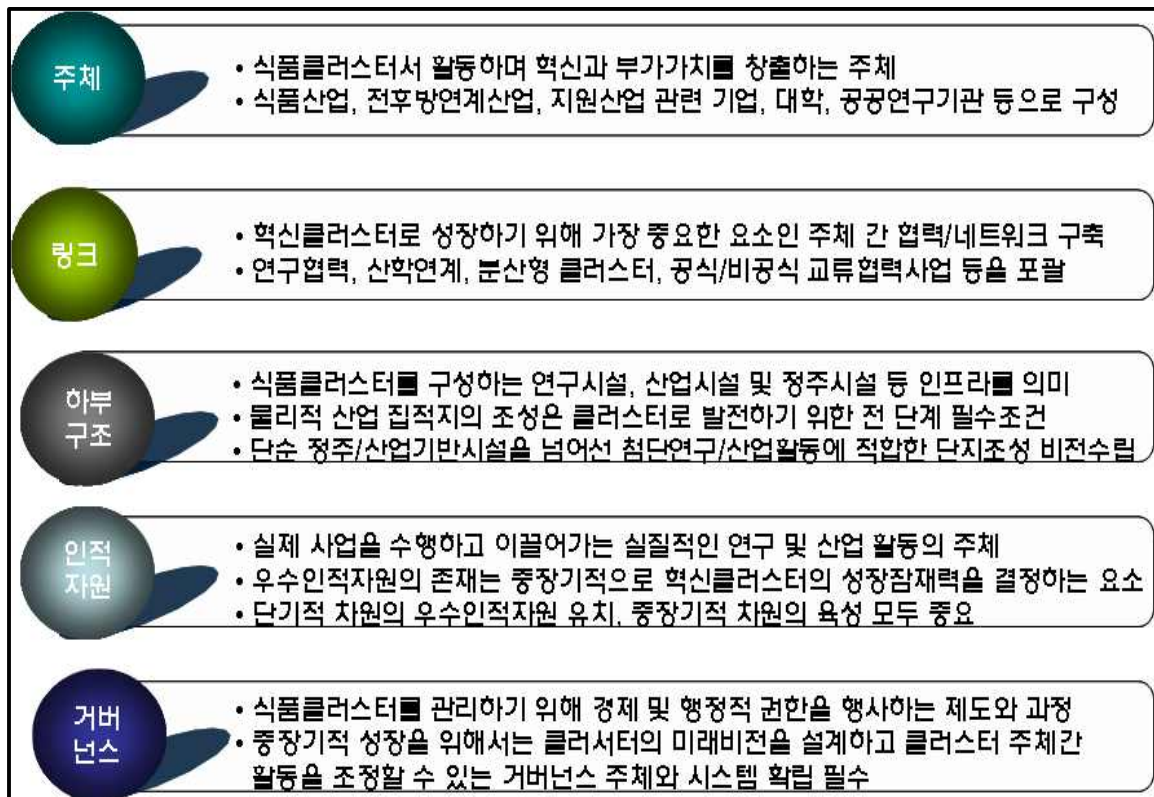 주체
• 식품클러스터서 활동하며 혁신과 부가가치를 창출하는 주체
• 식품산업, 전후방연계산업, 지원산업 관련 기업, 대학, 공공연구기관 등으로 구성
링크
• 혁신클러스터로 성장하기 위해 가장 중요한 요소인 주체 간 협력/네트워크 구축
• 연구협력, 산학연계, 분산형 클러스터, 공식/비공식 교류협력사업 등을 포괄
하부
구조
• 식품클러스터를 구성하는 연구시설, 산업시설 및 정주시설 등 인프라를 의미
• 물리적 산업 집적지의 조성은 클러스터로 발전하기 위한 전 단계 필수조건
• 단순 정주/산업기반시설을 넘어선 첨단연구/산업활동에 적합한 단지조성 비전수립
인적
자원
• 실제 사업을 수행하고 이끌어가는 실질적인 연구 및 산업 활동의 주체
• 우수인적자원의 존재는 중장기적으로 혁신클러스터의 성장잠재력을 결정하는 요소
• 단기적 차원의 우수인적자원 유치, 중장기적 차원의 육성 모두 중요
거버
넌스
• 식품클러스터를 관리하기 위해 경제 및 행정적 권한을 행사하는 제도와 과정
• 중장기적 성장을 위해서는 클러서터의 미래비전을 설계하고 클러스터 주체간
활동을 조정할 수 있는 거버넌스 주체와 시스템 확립 필수